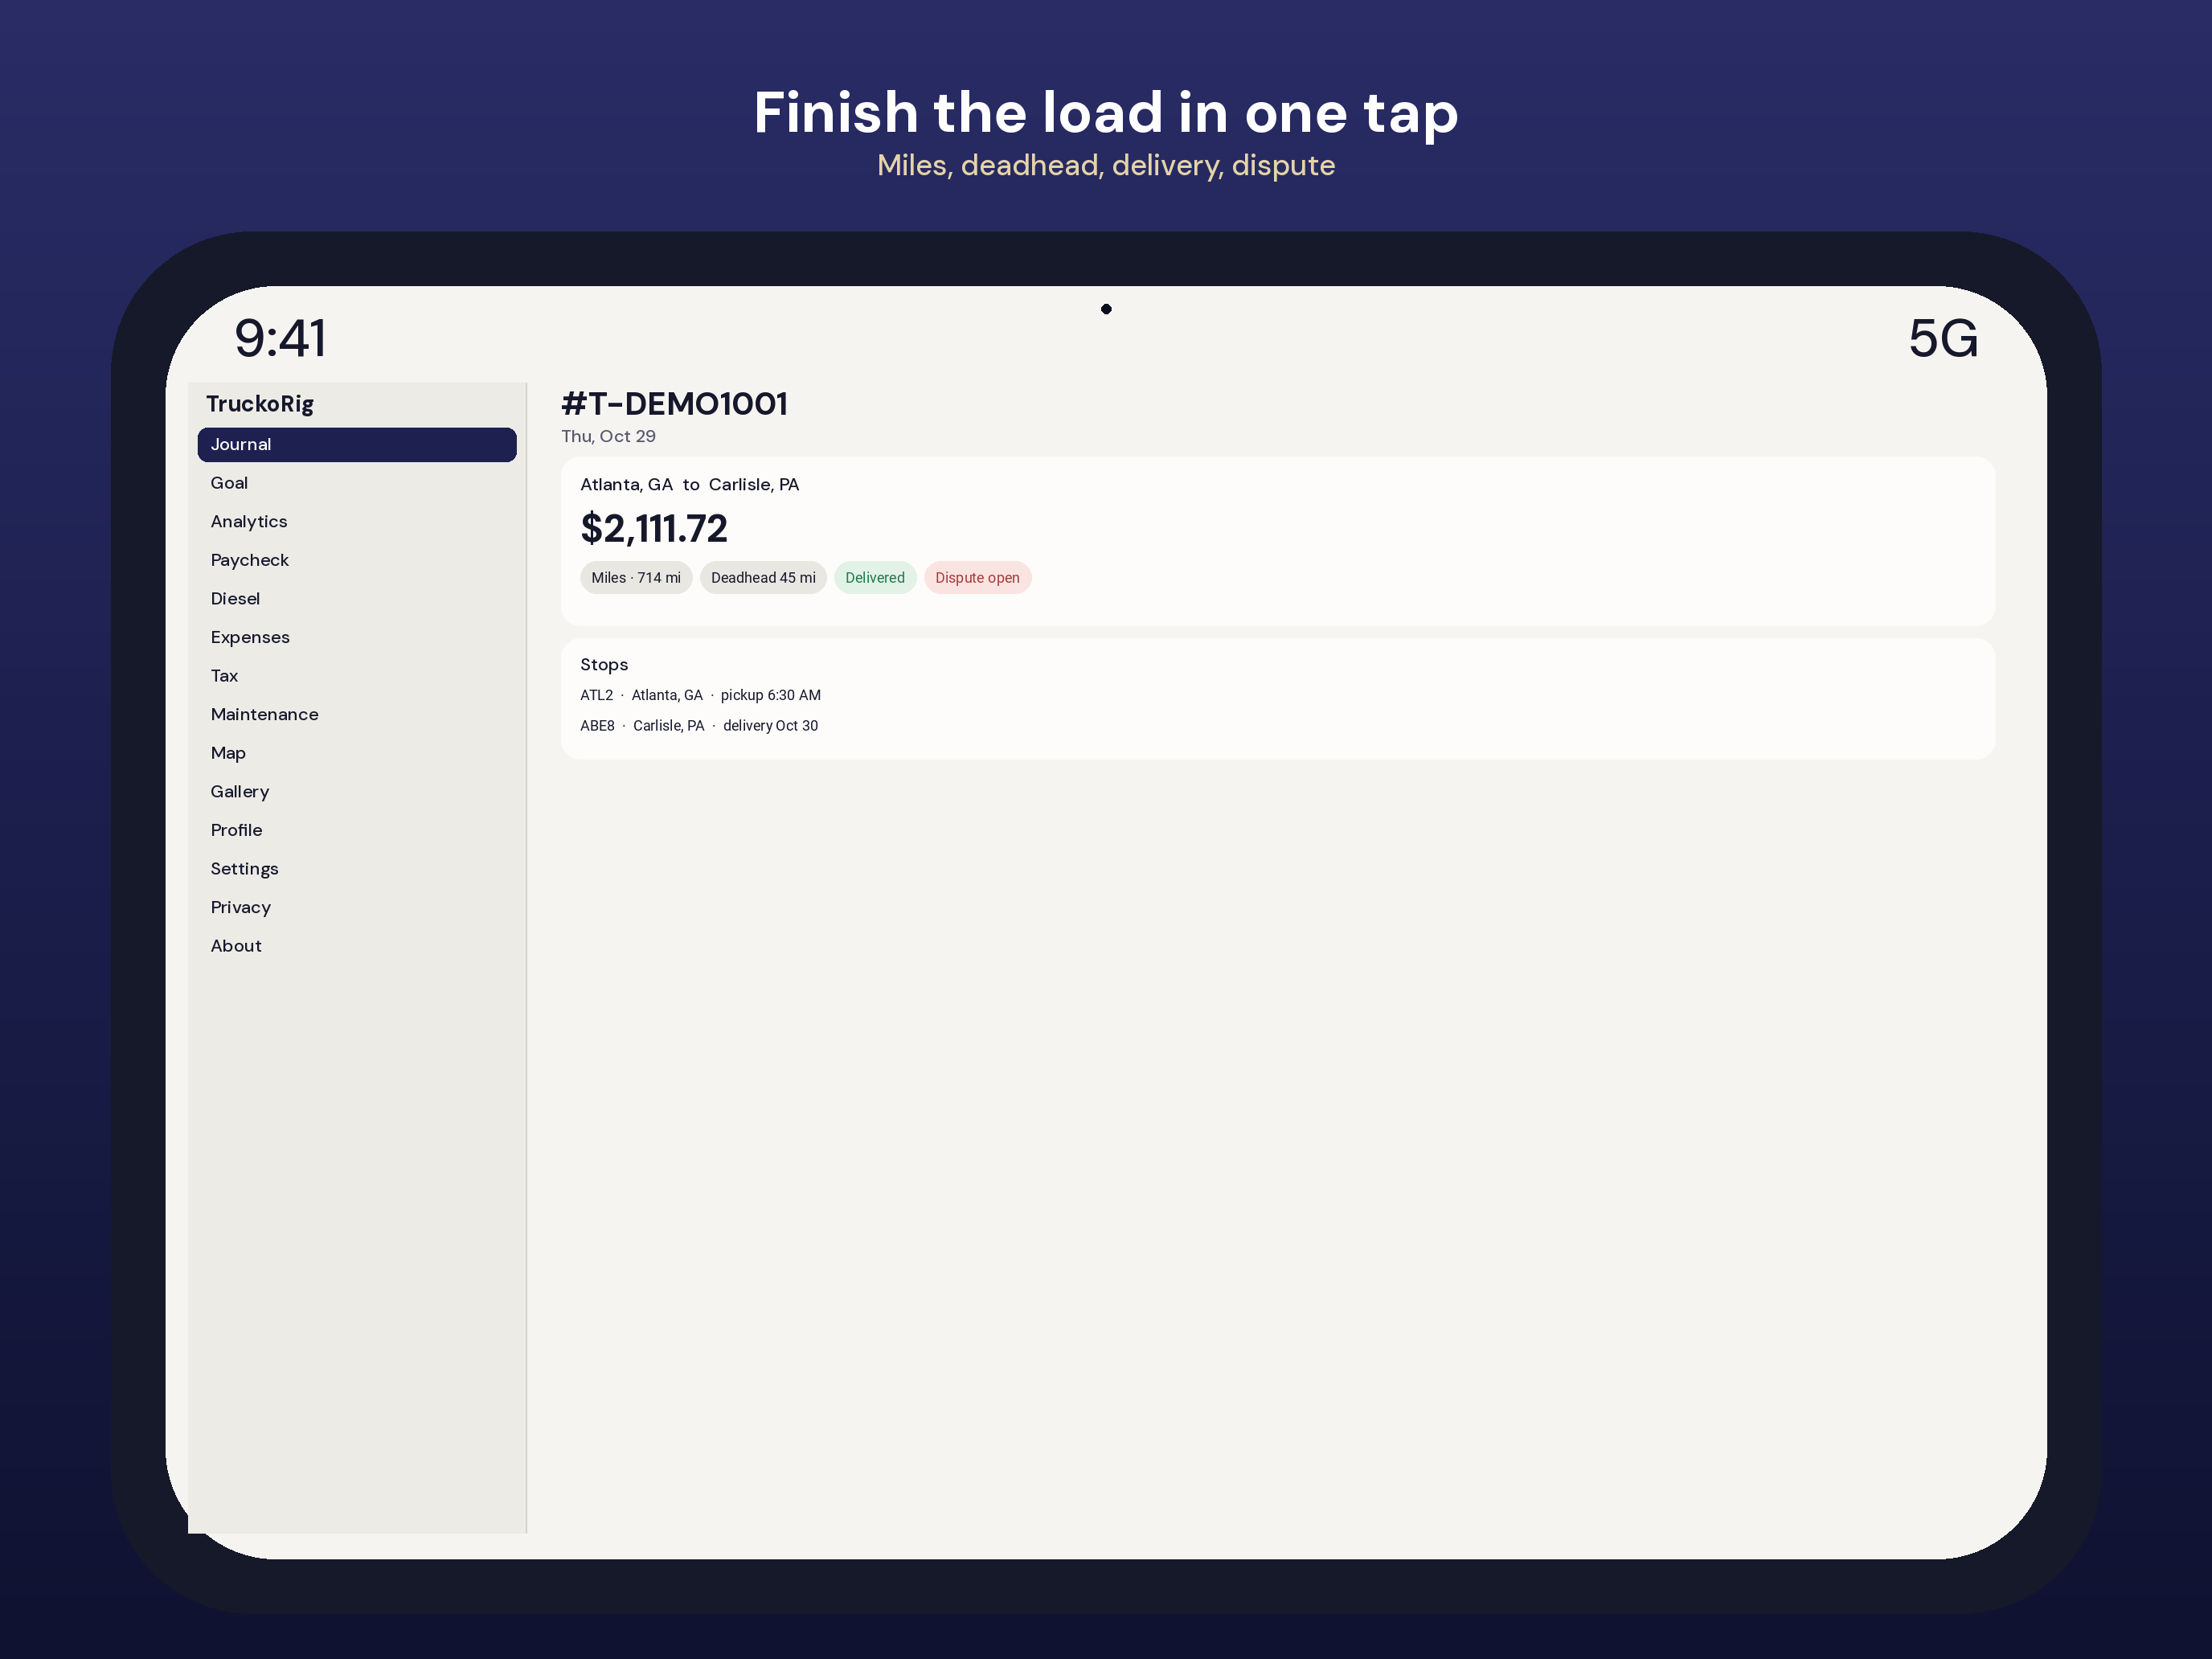 Finish the load in one tap
Miles, deadhead, delivery, dispute
9:41
5G
TruckoRig
Journal
Goal
Analytics
Paycheck
Diesel
Expenses
Tax
Maintenance
Map
Gallery
Profile
Settings
Privacy
About
#T-DEMO1001
Thu, Oct 29
Atlanta, GA to Carlisle, PA
$2,111.72
Miles · 714 mi
Deadhead 45 mi
Delivered
Dispute open
Stops
ATL2 · Atlanta, GA · pickup 6:30 AM
ABE8 · Carlisle, PA · delivery Oct 30